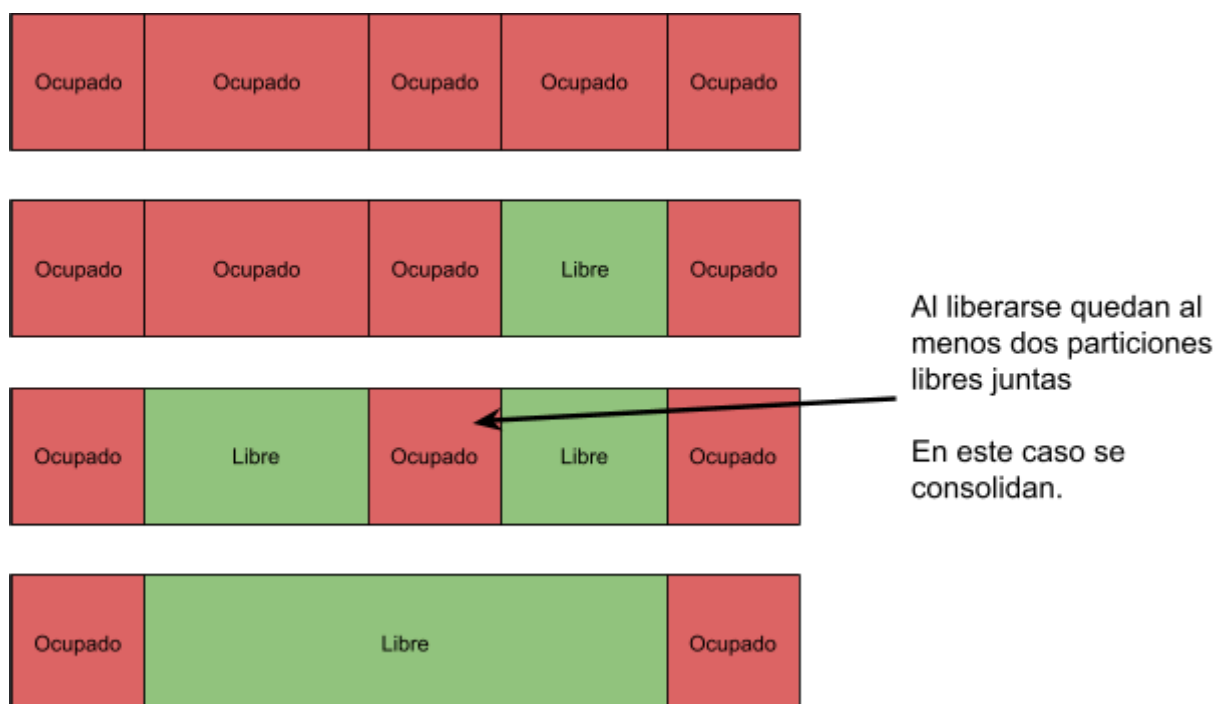 Ocupado Ocupado Ocupado Ocupado Ocupado
Ocupado Ocupado Ocupado Libre Ocupado
Al liberarse quedan al
menos dos particiones
libres juntas
En este caso se
consolidan.
Ocupado Libre Ocupado Libre Ocupado
Ocupado Libre Ocupado